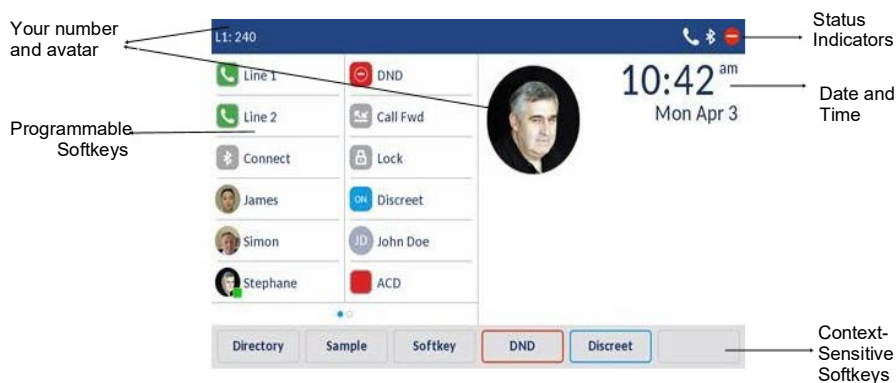 Your number
and avatar
Status
Indicators
L1: 240
Line 1
DND
10:42 am
Mon Apr 3
Date and
Time
Programmable
Softkeys
Line 2
Call Fwd
Connect
Lock
James
ON Discreet
Simon
JD John Doe
Stephane
ACD
Directory
Sample
Softkey
DND
Discreet
Context-
Sensitive
Softkeys